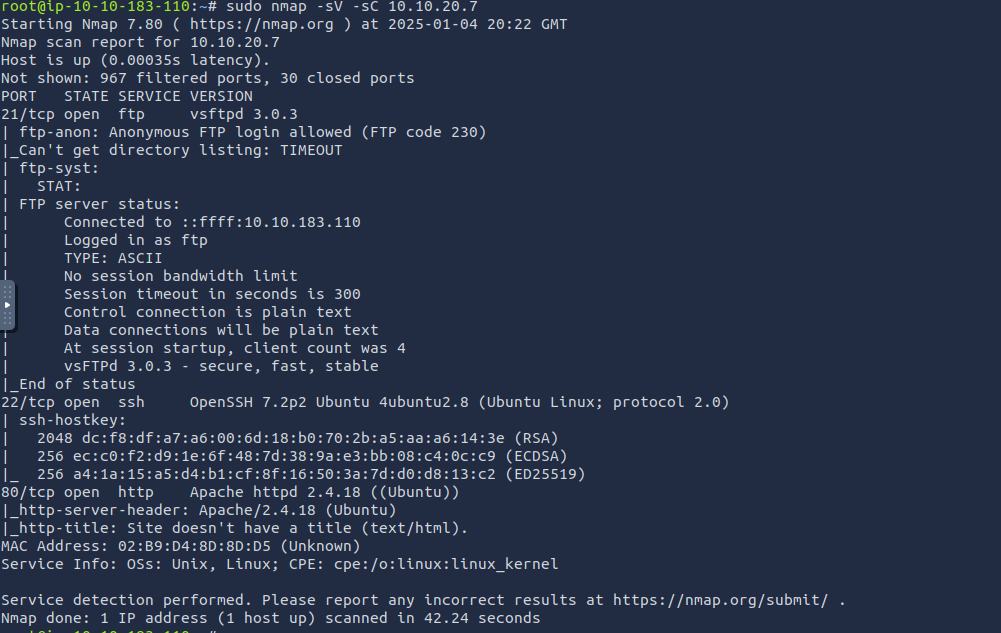 root@ip-10-10-183-110:~# sudo nmap -sV -sC 10.10.20.7
Starting Nmap 7.80 ( https://nmap.org ) at 2025-01-04 20:22 GMT
Nmap scan report for 10.10.20.7
Host is up (0.00035s latency).
Not shown: 967 filtered ports, 30 closed ports
PORT   STATE SERVICE VERSION
21/tcp open  ftp     vsftpd 3.0.3
| ftp-anon: Anonymous FTP login allowed (FTP code 230)
|_Can't get directory listing: TIMEOUT
| ftp-syst:
|   STAT:
| FTP server status:
|      Connected to ::ffff:10.10.183.110
|      Logged in as ftp
|      TYPE: ASCII
|      No session bandwidth limit
|      Session timeout in seconds is 300
|      Control connection is plain text
|      Data connections will be plain text
|      At session startup, client count was 4
|      vsFTPd 3.0.3 - secure, fast, stable
|_End of status
22/tcp open  ssh     OpenSSH 7.2p2 Ubuntu 4ubuntu2.8 (Ubuntu Linux; protocol 2.0)
| ssh-hostkey:
|   2048 dc:f8:df:a7:a6:00:6d:18:b0:70:2b:a5:aa:a6:14:3e (RSA)
|   256 ec:c0:f2:d9:1e:6f:48:7d:38:9a:e3:bb:08:c4:0c:c9 (ECDSA)
|_  256 a4:1a:15:a5:d4:b1:cf:8f:16:50:3a:7d:d0:d8:13:c2 (ED25519)
80/tcp open  http    Apache httpd 2.4.18 ((Ubuntu))
|_http-server-header: Apache/2.4.18 (Ubuntu)
|_http-title: Site doesn't have a title (text/html).
MAC Address: 02:B9:D4:8D:8D:D5 (Unknown)
Service Info: OSs: Unix, Linux; CPE: cpe:/o:linux:linux_kernel

Service detection performed. Please report any incorrect results at https://nmap.org/submit/ .
Nmap done: 1 IP address (1 host up) scanned in 42.24 seconds
root@ip-10-10-183-110:~#